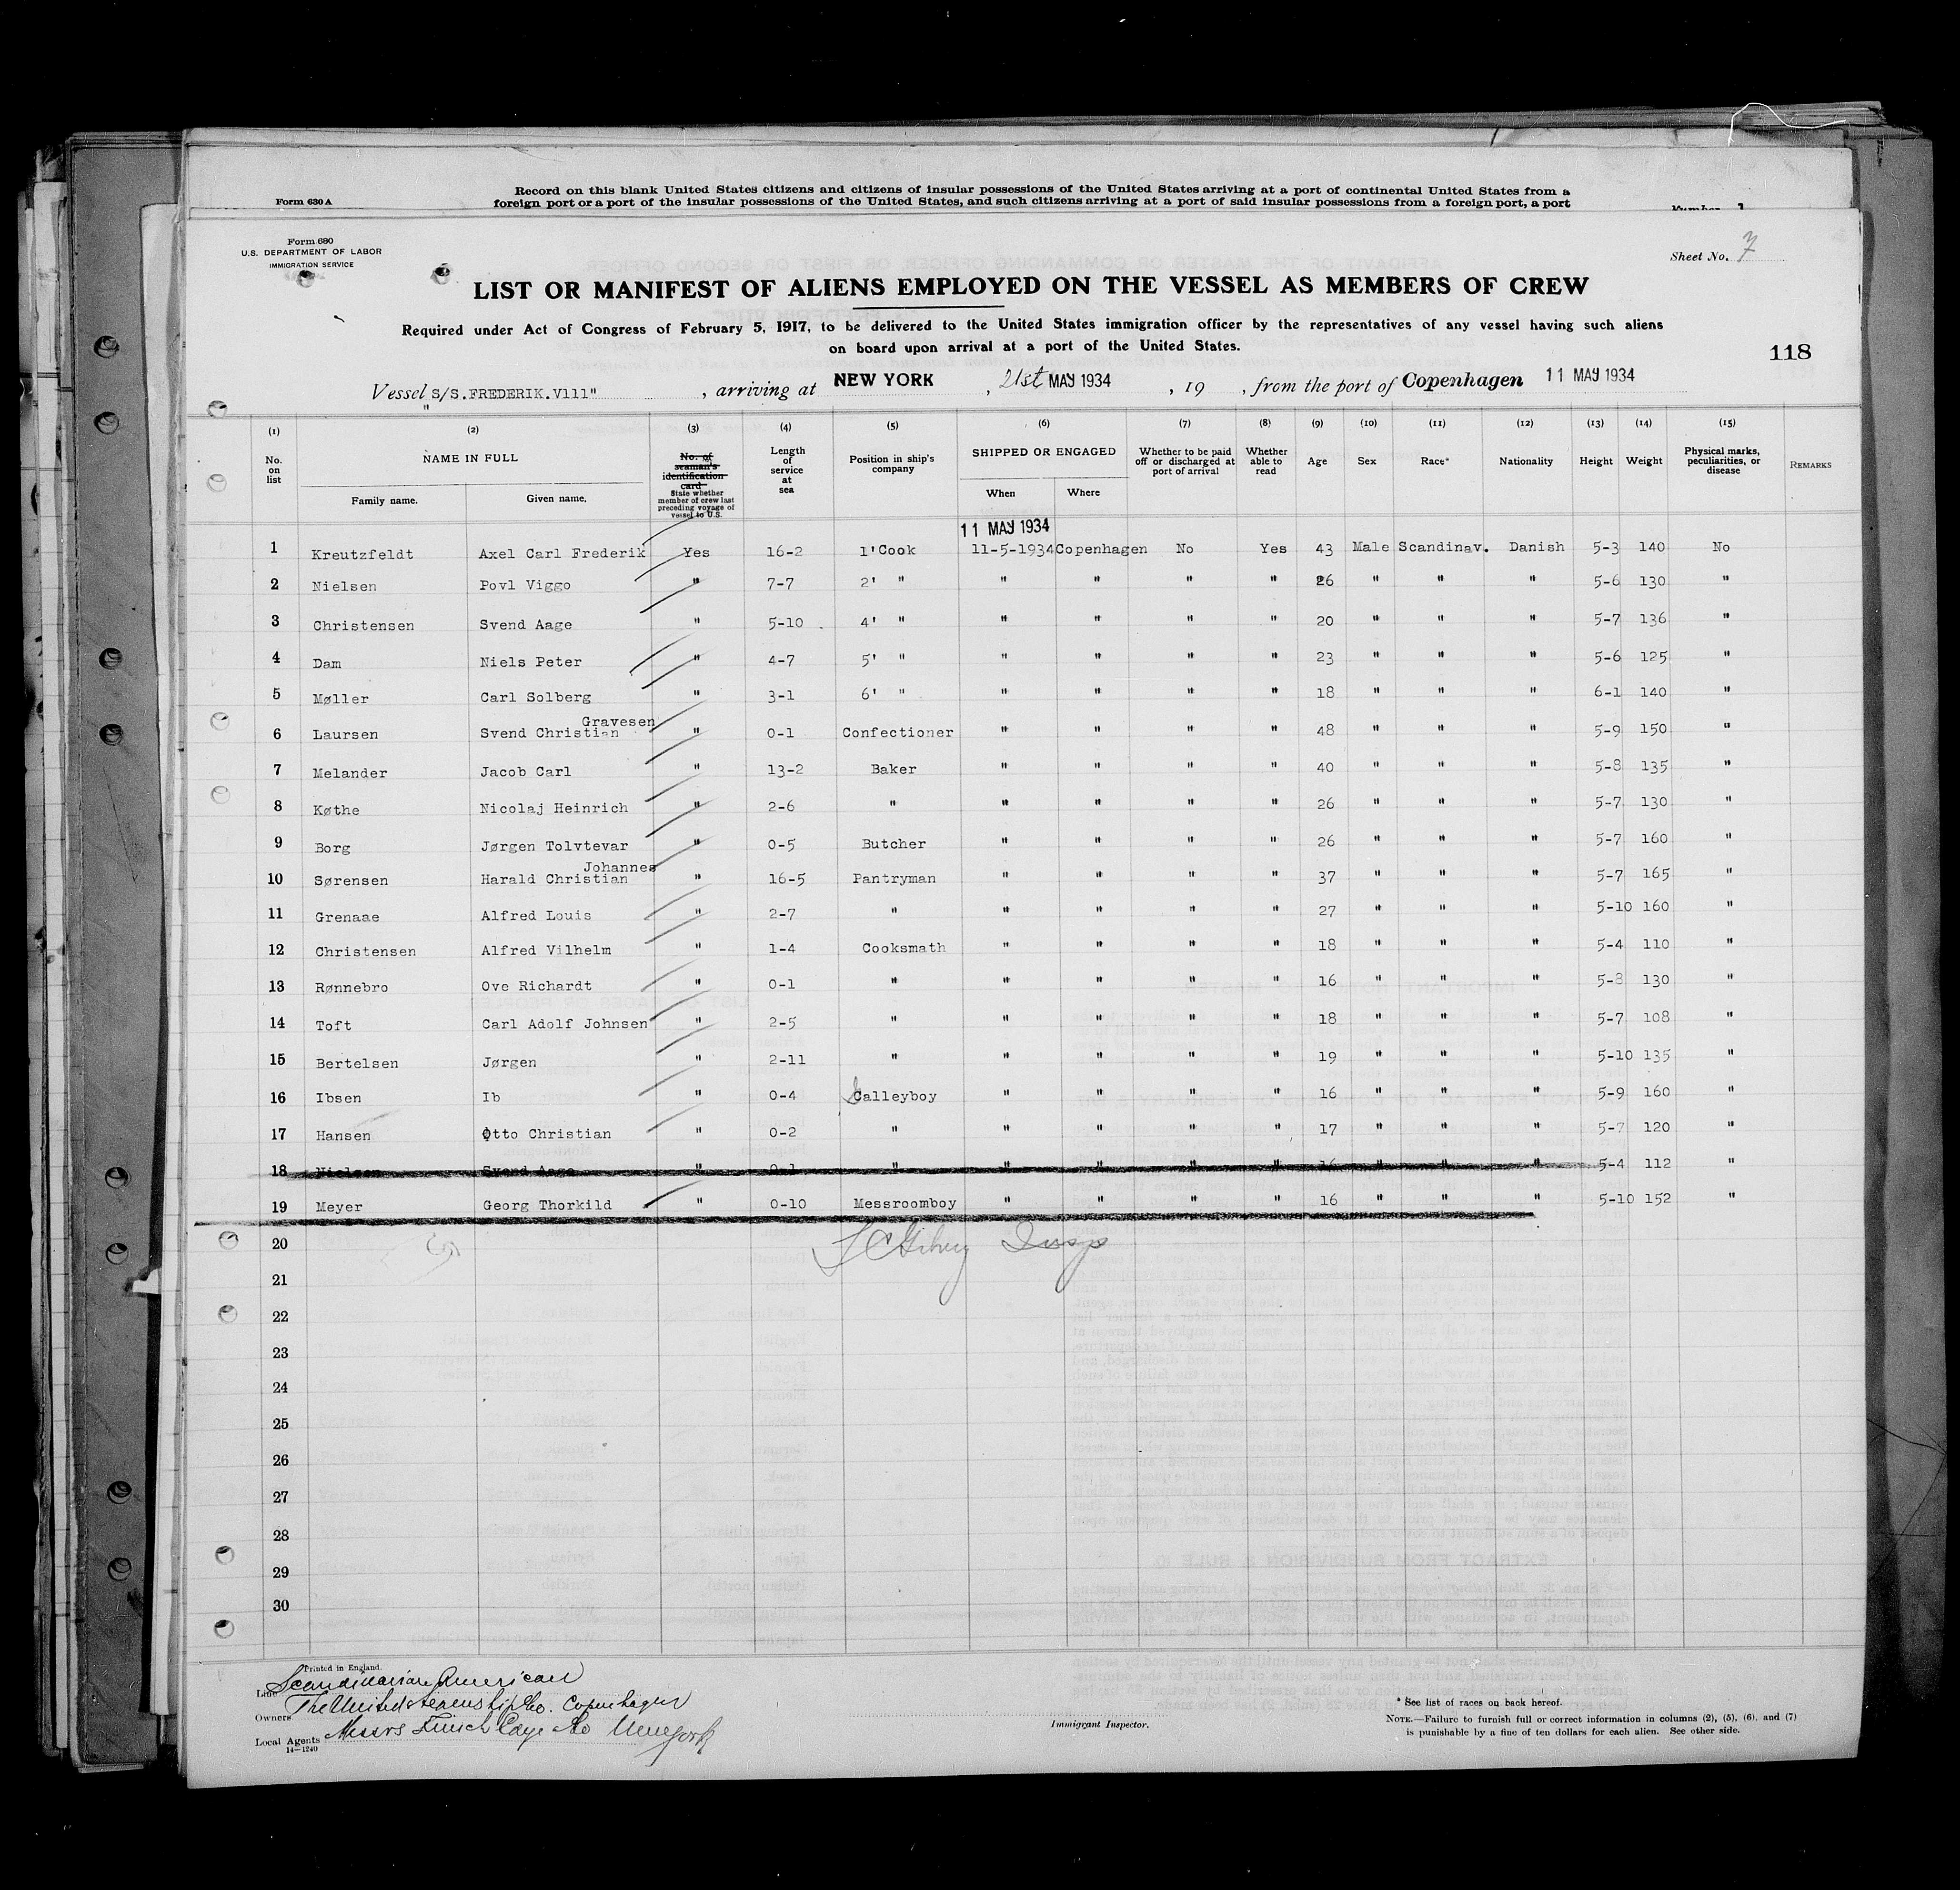 Form 630 A
Record on this blank United States citizens and citizens of insular possessions of the United States arriving at a port of continental United States from a
foreign port or a port of the insular possessions of the United States, and such citizens arriving at a port of said insular possessions from a foreign port, a port
Form 680
U.S. DEPARTMENT OF LABOR
IMMIGRATION SERVICE
Sheet No. 7
LIST OR MANIFEST OF ALIENS EMPLOYED ON THE VESSEL AS MEMBERS OF CREW
Required under Act of Congress of February 5, 1917, to be delivered to the United States immigration officer by the representatives of any vessel having such aliens
on board upon arrival at a port of the United States.
118
Vessel "S/S.FREDERIK.V111" , arriving at NEW YORK , 21st MAY 1934 , 19 , from the port of Copenhagen 11 MAY 1934
(1) (2) (3) (4) (5) (6) (7) (8) (9) (10) (11) (12) (13) (14) (15)
No. on list
NAME IN FULL
Family name. Given name.
No. of seaman's identification card
State whether member of crew last preceding voyage of vessel to U.S.
Length of service at sea
Position in ship's company
SHIPPED OR ENGAGED
When Where
Whether to be paid off or discharged at port of arrival
Whether able to read
Age Sex Race* Nationality Height Weight
Physical marks, peculiarities, or disease
REMARKS
11 MAY 1934
1 Kreutzfeldt Axel Carl Frederik Yes 16-2 1' Cook 11-5-1934 Copenhagen No Yes 43 Male Scandinav. Danish 5-3 140 No
2 Nielsen Povl Viggo " 7-7 2' " " " " " 26 " " " 5-6 130 "
3 Christensen Svend Aage " 5-10 4' " " " " " 20 " " " 5-7 136 "
4 Dam Niels Peter " 4-7 5' " " " " " 23 " " " 5-6 125 "
5 Møller Carl Solberg " 3-1 6' " " " " " 18 " " " 6-1 140 "
Gravesen
6 Laursen Svend Christian " 0-1 Confectioner " " " " 48 " " " 5-9 150 "
7 Melander Jacob Carl " 13-2 Baker " " " " 40 " " " 5-8 135 "
8 Køthe Nicolaj Heinrich " 2-6 " " " " " 26 " " " 5-7 130 "
9 Borg Jørgen Tolvtevar " 0-5 Butcher " " " " 26 " " " 5-7 160 "
Johannes
10 Sørensen Harald Christian " 16-5 Pantryman " " " " 37 " " " 5-7 165 "
11 Grenaae Alfred Louis " 2-7 " " " " " 27 " " " 5-10 160 "
12 Christensen Alfred Vilhelm " 1-4 Cooksmath " " " " 18 " " " 5-4 110 "
13 Rønnebro Ove Richardt " 0-1 " " " " " 16 " " " 5-8 130 "
14 Toft Carl Adolf Johnsen " 2-5 " " " " " 18 " " " 5-7 108 "
15 Bertelsen Jørgen " 2-11 " " " " " 19 " " " 5-10 135 "
16 Ibsen Ib " 0-4 Galleyboy " " " " 16 " " " 5-9 160 "
17 Hansen Otto Christian " 0-2 " " " " " 17 " " " 5-7 120 "
18 Nielsen Svend Aage " 0-1 " " " " " 16 " " " 5-4 112 "
19 Meyer Georg Thorkild " 0-10 Messroomboy " " " " 16 " " " 5-10 152 "
20
21
22
23
24
25
26
27
28
29
30
Printed in England.
Line Scandinavian American
Owners The United Steamship Co. Copenhagen
Local Agents Messrs Funch Edye Co New York
14—1240
Immigrant Inspector.
* See list of races on back hereof.
NOTE.—Failure to furnish full or correct information in columns (2), (5), (6), and (7)
is punishable by a fine of ten dollars for each alien. See other side.